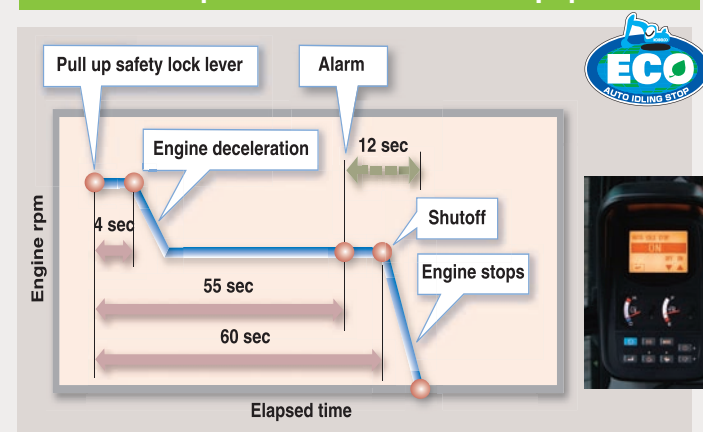 Pull up safety lock lever
Alarm
ECO
AUTO IDLING STOP
12 sec
Engine deceleration
4 sec
Shutoff
Engine stops
55 sec
60 sec
Engine rpm
Elapsed time
ON